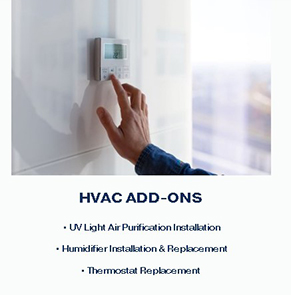 HVAC ADD-ONS
• UV Light Air Purification Installation
• Humidifier Installation & Replacement
• Thermostat Replacement